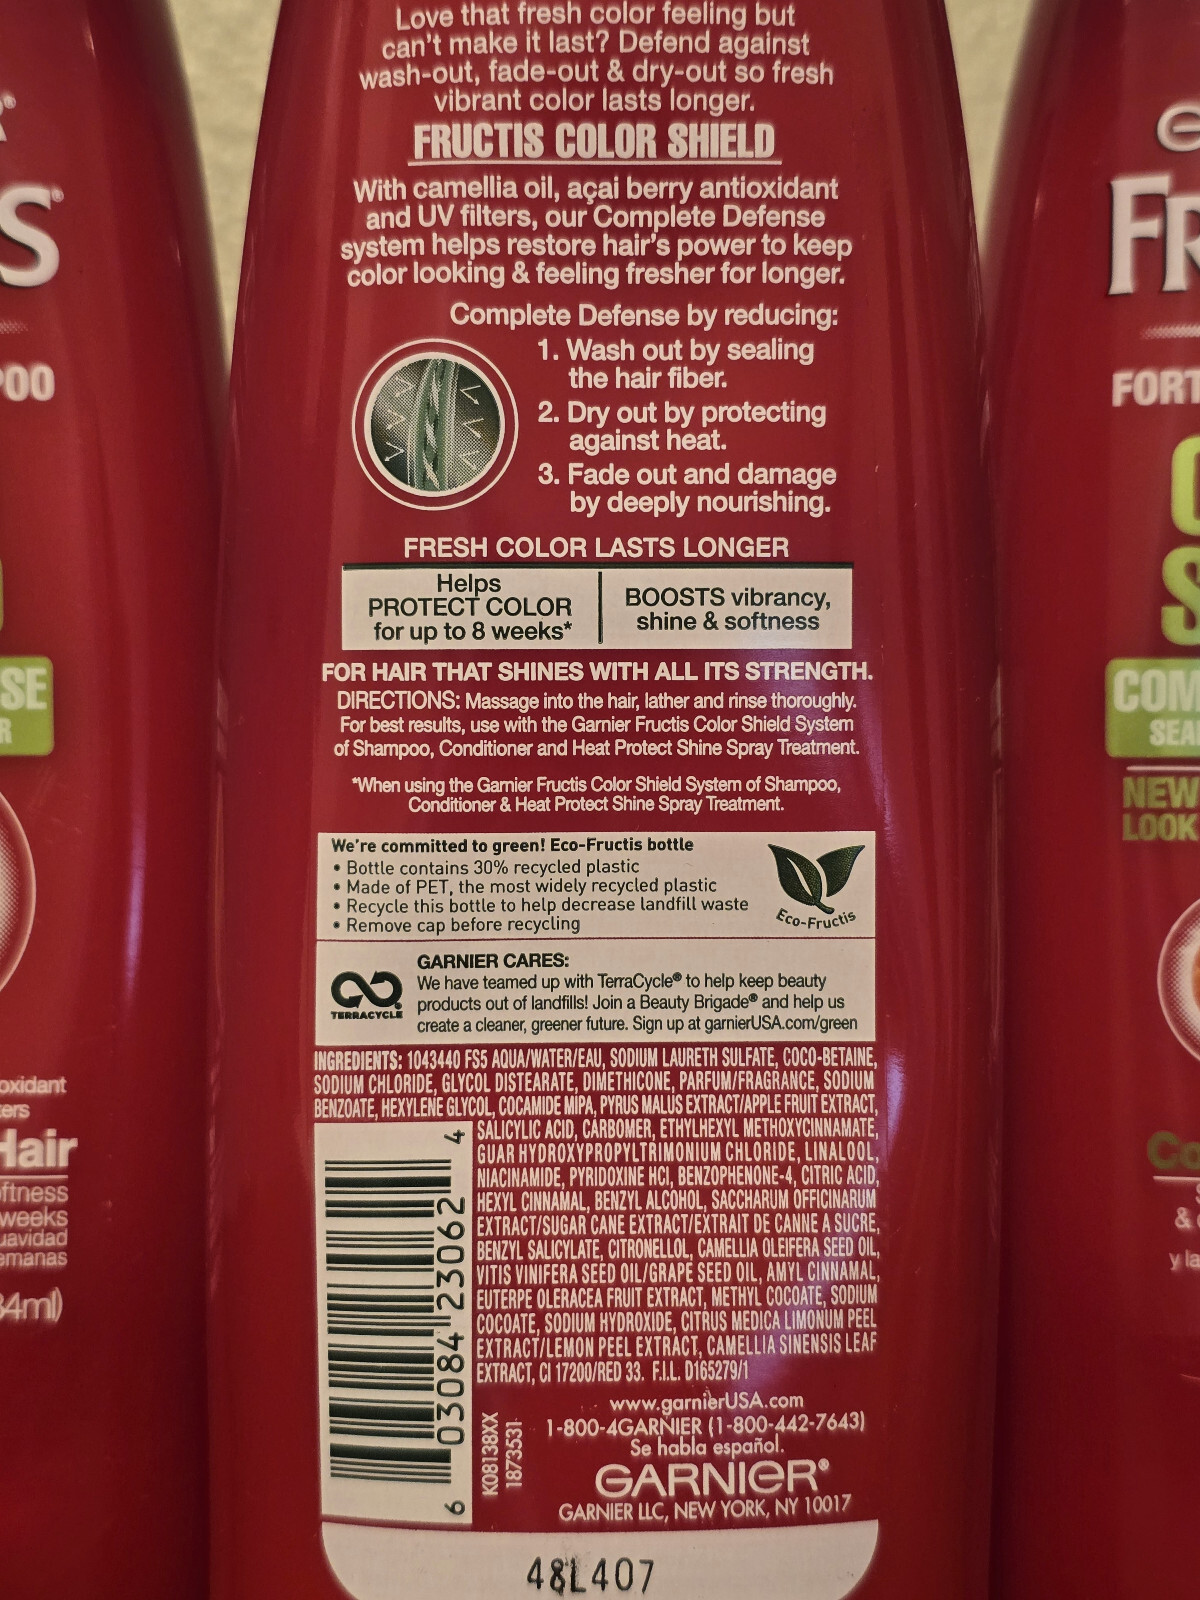 Love that fresh color feeling but
can't make it last? Defend against
wash-out, fade-out & dry-out so fresh
vibrant color lasts longer.
FRUCTIS COLOR SHIELD
With camellia oil, açai berry antioxidant
and UV filters, our Complete Defense
system helps restore hair's power to keep
color looking & feeling fresher for longer.
Complete Defense by reducing:
1. Wash out by sealing
the hair fiber.
2. Dry out by protecting
against heat.
3. Fade out and damage
by deeply nourishing.
FRESH COLOR LASTS LONGER
Helps
PROTECT COLOR
for up to 8 weeks*
BOOSTS vibrancy,
shine & softness
FOR HAIR THAT SHINES WITH ALL ITS STRENGTH.
DIRECTIONS: Massage into the hair, lather and rinse thoroughly.
For best results, use with the Garnier Fructis Color Shield System
of Shampoo, Conditioner and Heat Protect Shine Spray Treatment.
*When using the Garnier Fructis Color Shield System of Shampoo,
Conditioner & Heat Protect Shine Spray Treatment.
We're committed to green! Eco-Fructis bottle
• Bottle contains 30% recycled plastic
• Made of PET, the most widely recycled plastic
• Recycle this bottle to help decrease landfill waste
• Remove cap before recycling
Eco-Fructis
GARNIER CARES:
We have teamed up with TerraCycle® to help keep beauty
products out of landfills! Join a Beauty Brigade® and help us
create a cleaner, greener future. Sign up at garnierUSA.com/green
TERRACYCLE
INGREDIENTS: 1043440 FS5 AQUA/WATER/EAU, SODIUM LAURETH SULFATE, COCO-BETAINE,
SODIUM CHLORIDE, GLYCOL DISTEARATE, DIMETHICONE, PARFUM/FRAGRANCE, SODIUM
BENZOATE, HEXYLENE GLYCOL, COCAMIDE MIPA, PYRUS MALUS EXTRACT/APPLE FRUIT EXTRACT,
SALICYLIC ACID, CARBOMER, ETHYLHEXYL METHOXYCINNAMATE,
GUAR HYDROXYPROPYLTRIMONIUM CHLORIDE, LINALOOL,
NIACINAMIDE, PYRIDOXINE HCl, BENZOPHENONE-4, CITRIC ACID,
HEXYL CINNAMAL, BENZYL ALCOHOL, SACCHARUM OFFICINARUM
EXTRACT/SUGAR CANE EXTRACT/EXTRAIT DE CANNE A SUCRE,
BENZYL SALICYLATE, CITRONELLOL, CAMELLIA OLEIFERA SEED OIL,
VITIS VINIFERA SEED OIL/GRAPE SEED OIL, AMYL CINNAMAL,
EUTERPE OLERACEA FRUIT EXTRACT, METHYL COCOATE, SODIUM
COCOATE, SODIUM HYDROXIDE, CITRUS MEDICA LIMONUM PEEL
EXTRACT/LEMON PEEL EXTRACT, CAMELLIA SINENSIS LEAF
EXTRACT, CI 17200/RED 33. F.I.L. D165279/1
6 03084 23062 4
K08138XX
1873531
www.garnierUSA.com
1-800-4GARNIER (1-800-442-7643)
Se habla español.
GARNIER®
GARNIER LLC, NEW YORK, NY 10017
48L407